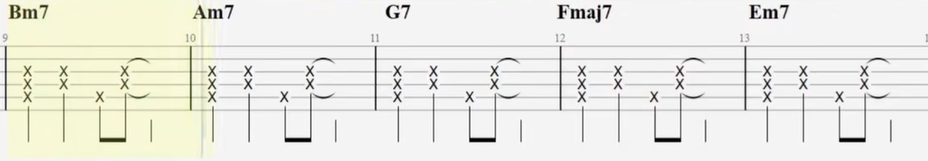 Bm7 Am7 G7 Fmaj7 Em7
9 10 11 12 13
X X X X X X X X X X
X X X X X X X X X X X X X X X
X X X X X X X X X X